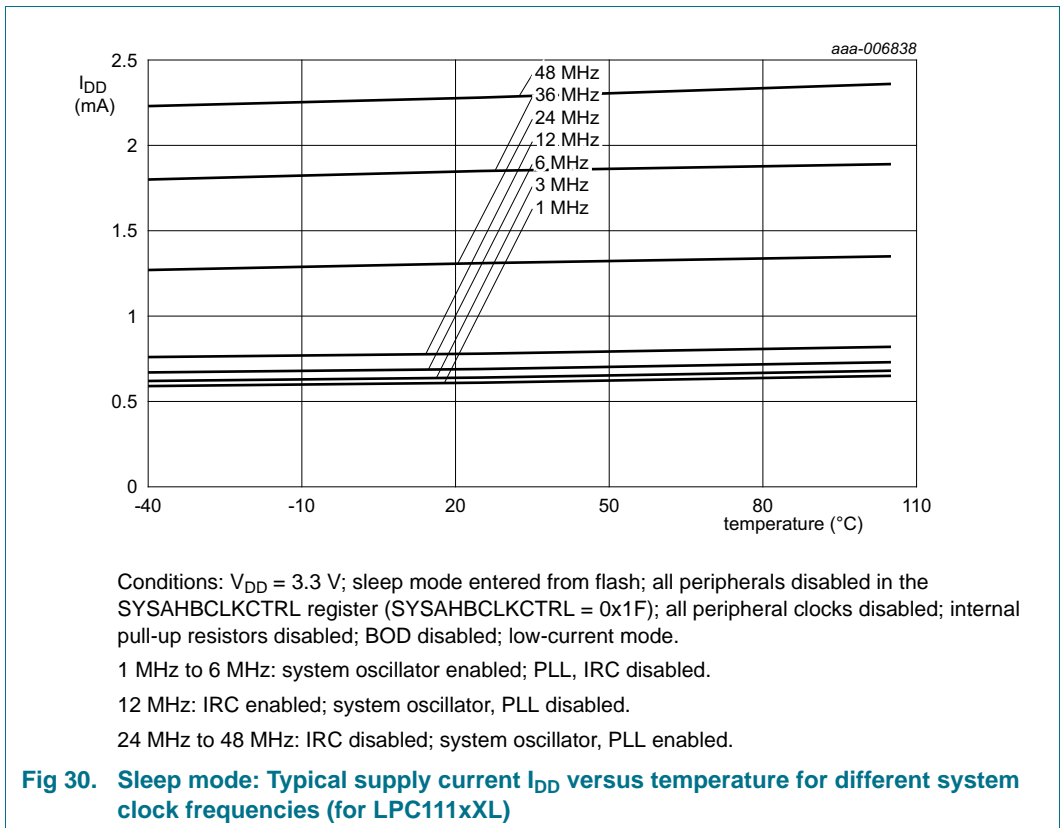 aaa-006838
2.5
I_DD
(mA)
2
1.5
1
0.5
0
48 MHz
36 MHz
24 MHz
12 MHz
6 MHz
3 MHz
1 MHz
-40
-10
20
50
80
110
temperature (°C)
Conditions: V_DD = 3.3 V; sleep mode entered from flash; all peripherals disabled in the
SYSAHBCLKCTRL register (SYSAHBCLKCTRL = 0x1F); all peripheral clocks disabled; internal
pull-up resistors disabled; BOD disabled; low-current mode.
1 MHz to 6 MHz: system oscillator enabled; PLL, IRC disabled.
12 MHz: IRC enabled; system oscillator, PLL disabled.
24 MHz to 48 MHz: IRC disabled; system oscillator, PLL enabled.
Fig 30. Sleep mode: Typical supply current I_DD versus temperature for different system
clock frequencies (for LPC111xXL)